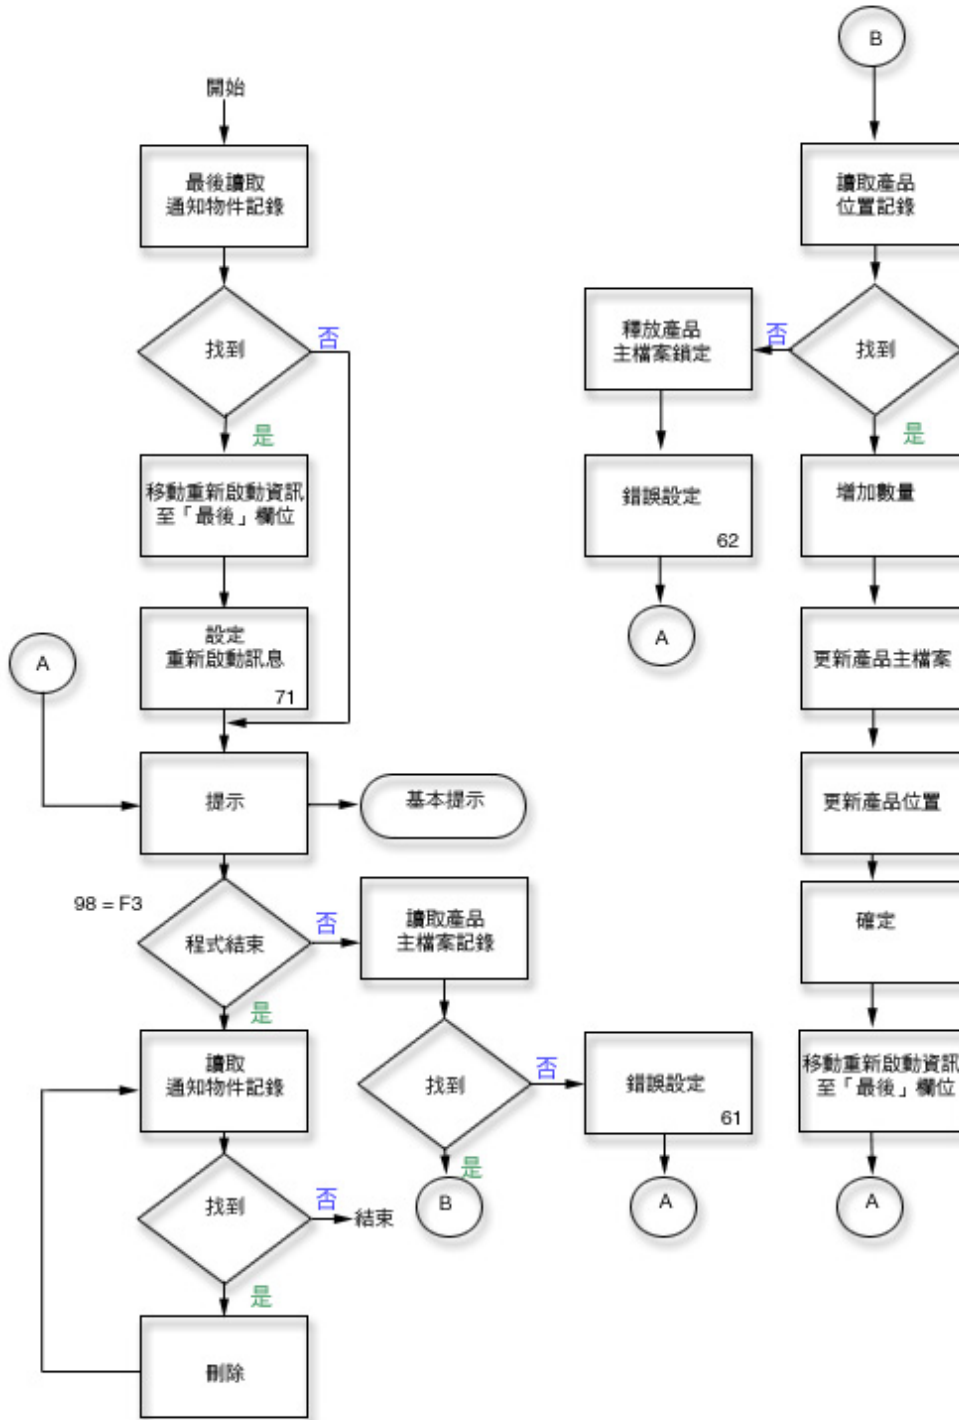 開始
最後讀取
通知物件記錄
找到
否
是
移動重新啟動資訊
至「最後」欄位
設定
重新啟動訊息
71
A
提示
基本提示
98 = F3
程式結束
否
是
讀取產品
主檔案記錄
找到
否
是
錯誤設定
61
A
B
讀取
通知物件記錄
找到
否
結束
是
刪除
B
讀取產品
位置記錄
找到
否
是
釋放產品
主檔案鎖定
錯誤設定
62
A
增加數量
更新產品主檔案
更新產品位置
確定
移動重新啟動資訊
至「最後」欄位
A